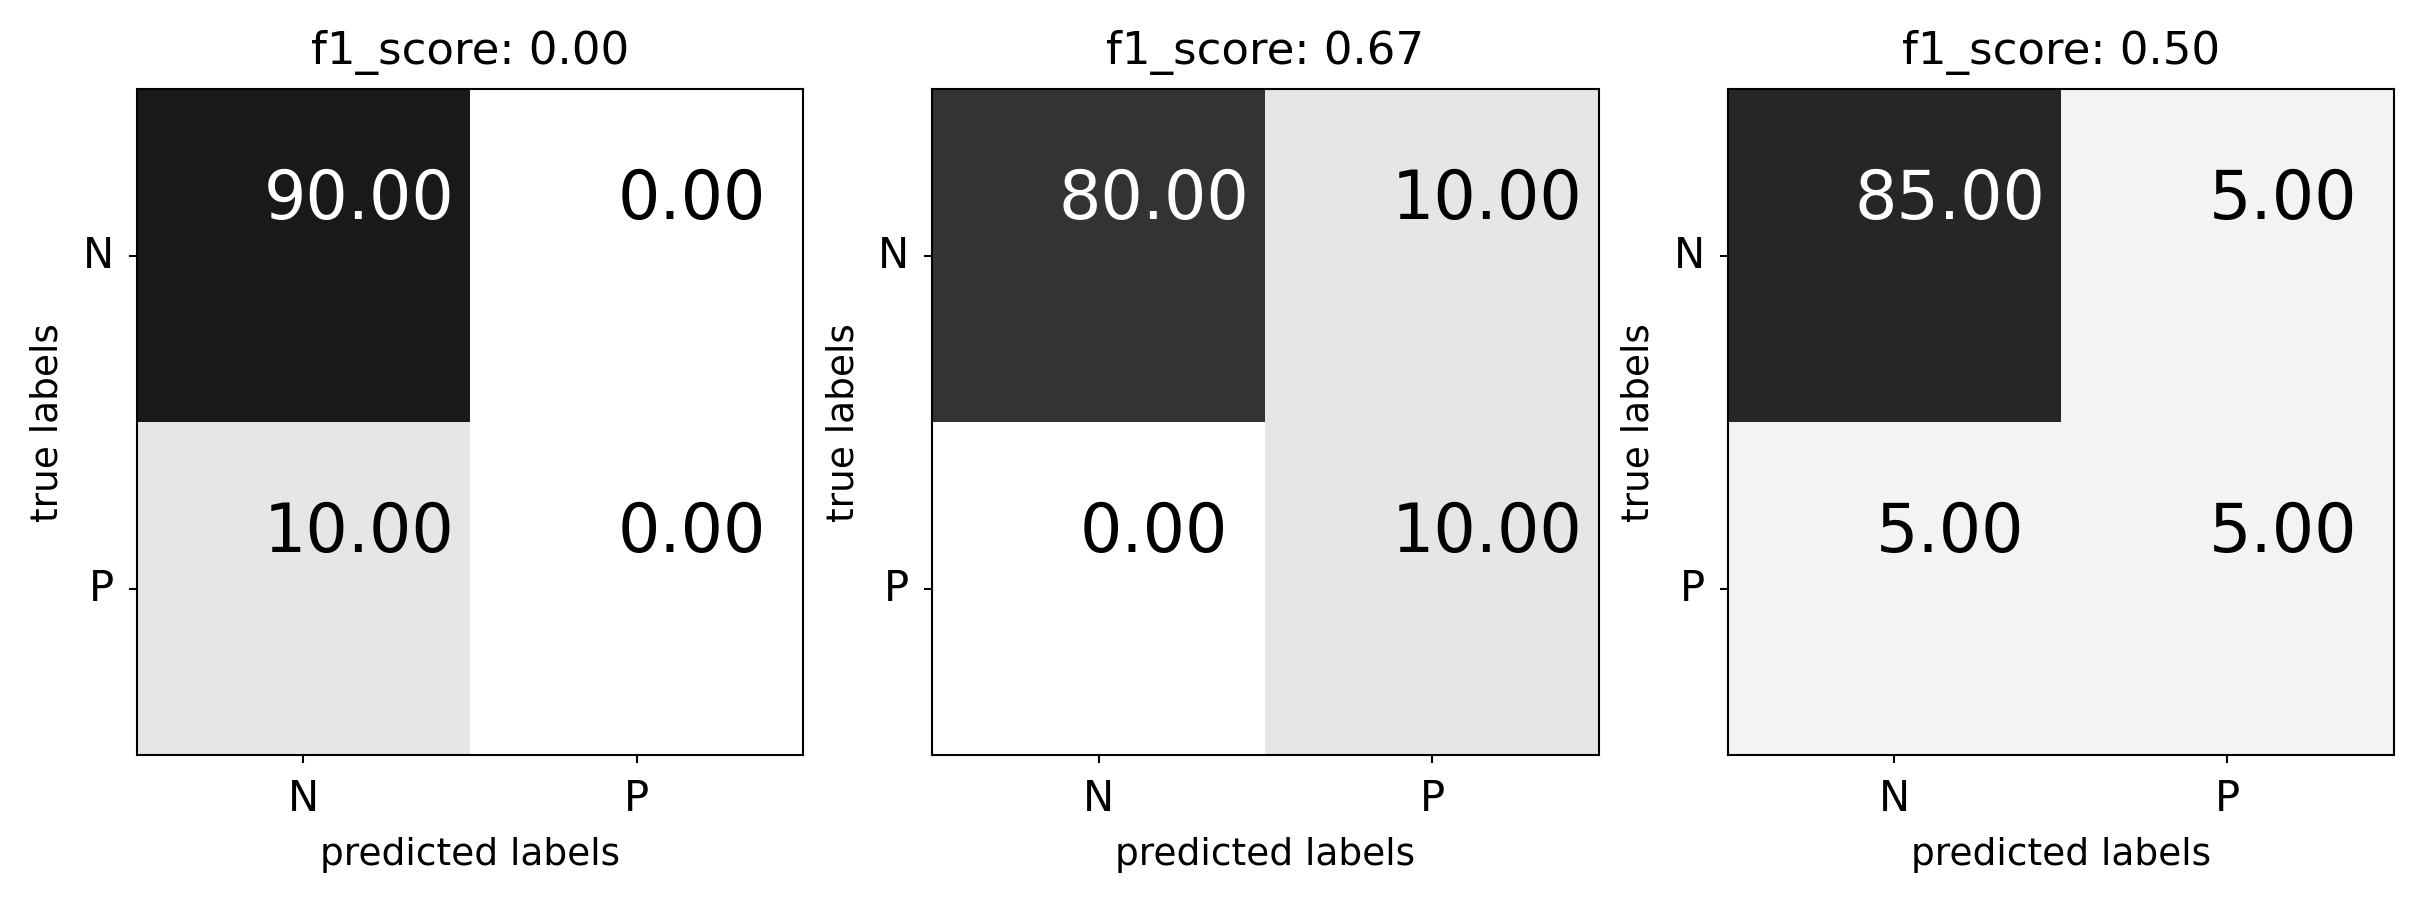 f1_score: 0.00
90.00 0.00
N
10.00 0.00
P
true labels
N P
predicted labels
f1_score: 0.67
80.00 10.00
N
0.00 10.00
P
true labels
N P
predicted labels
f1_score: 0.50
85.00 5.00
N
5.00 5.00
P
true labels
N P
predicted labels